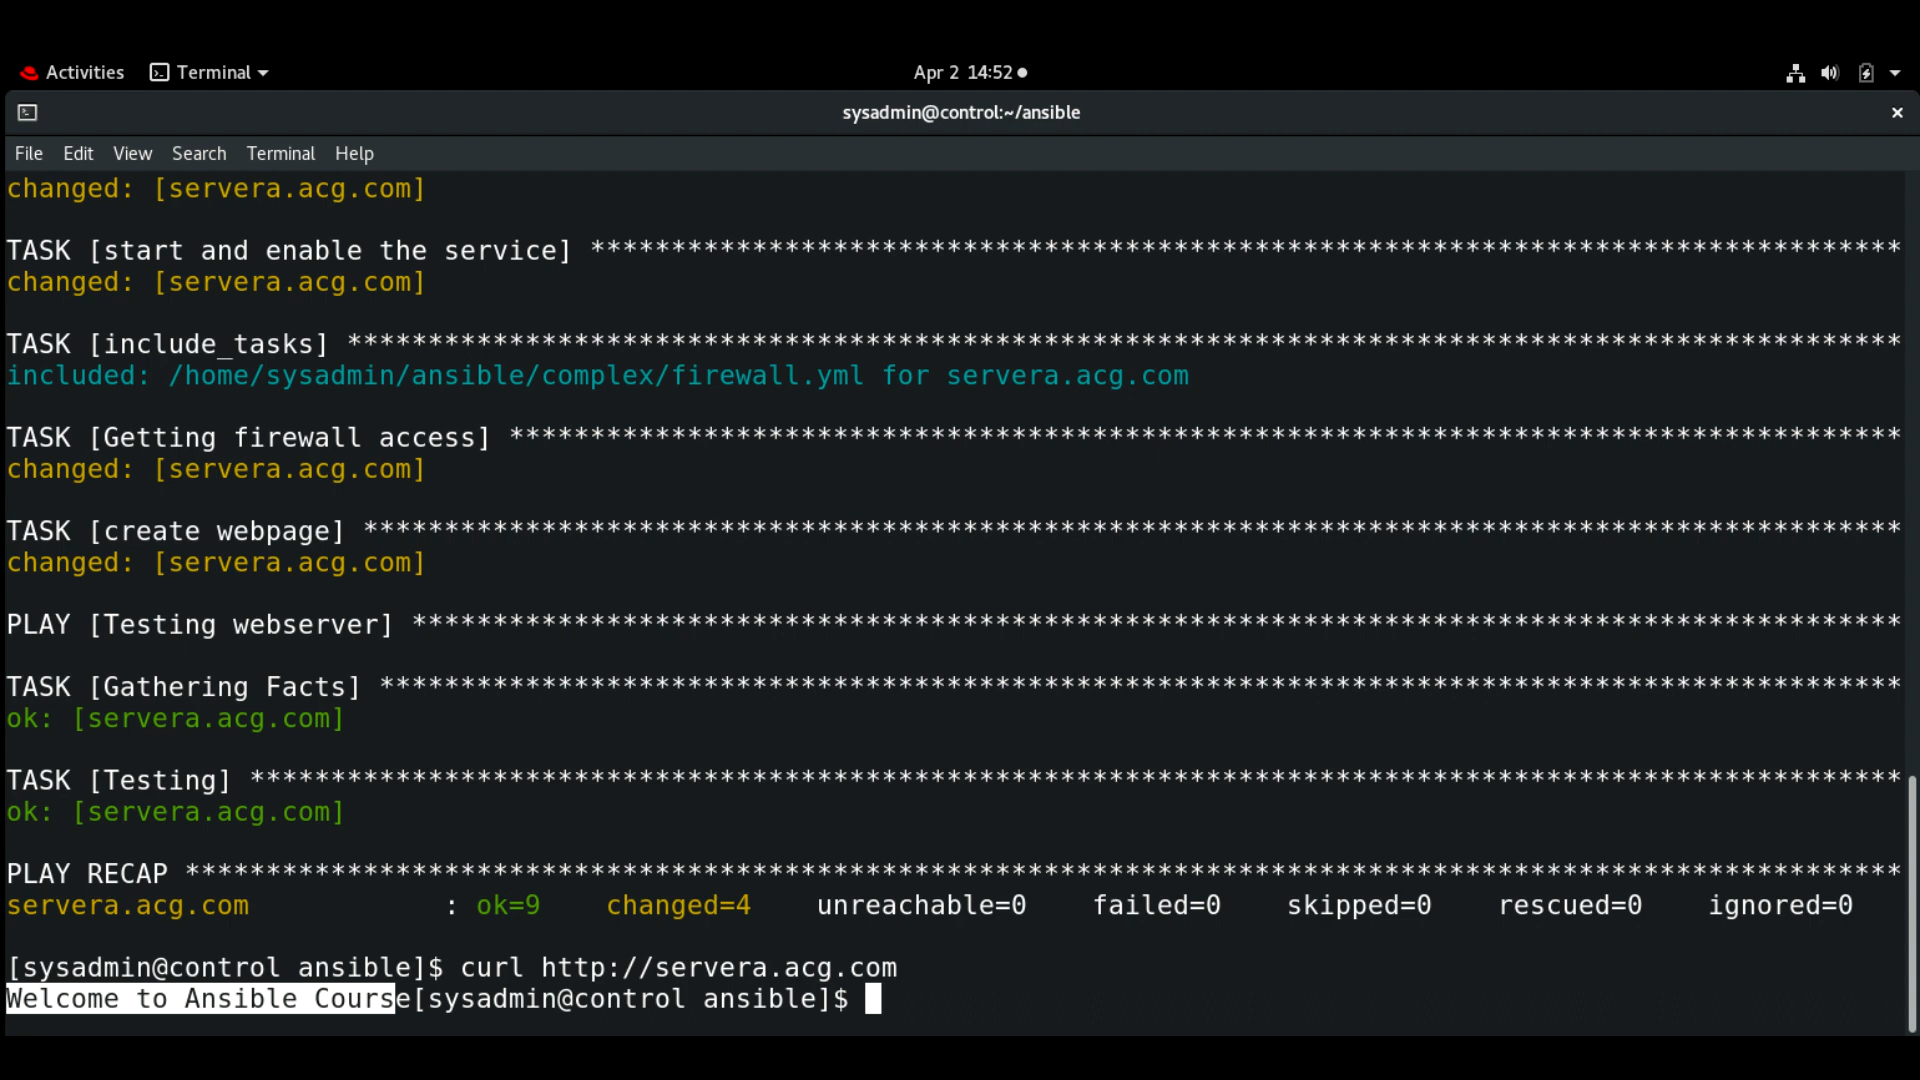 Activities Terminal Apr 2 14:52
sysadmin@control:~/ansible
File Edit View Search Terminal Help
changed: [servera.acg.com]
TASK [start and enable the service] *********************************************************************************
changed: [servera.acg.com]
TASK [include_tasks] ************************************************************************************************
included: /home/sysadmin/ansible/complex/firewall.yml for servera.acg.com
TASK [Getting firewall access] **************************************************************************************
changed: [servera.acg.com]
TASK [create webpage] ***********************************************************************************************
changed: [servera.acg.com]
PLAY [Testing webserver] ********************************************************************************************
TASK [Gathering Facts] **********************************************************************************************
ok: [servera.acg.com]
TASK [Testing] ******************************************************************************************************
ok: [servera.acg.com]
PLAY RECAP **********************************************************************************************************
servera.acg.com : ok=9 changed=4 unreachable=0 failed=0 skipped=0 rescued=0 ignored=0
[sysadmin@control ansible]$ curl http://servera.acg.com
Welcome to Ansible Course[sysadmin@control ansible]$